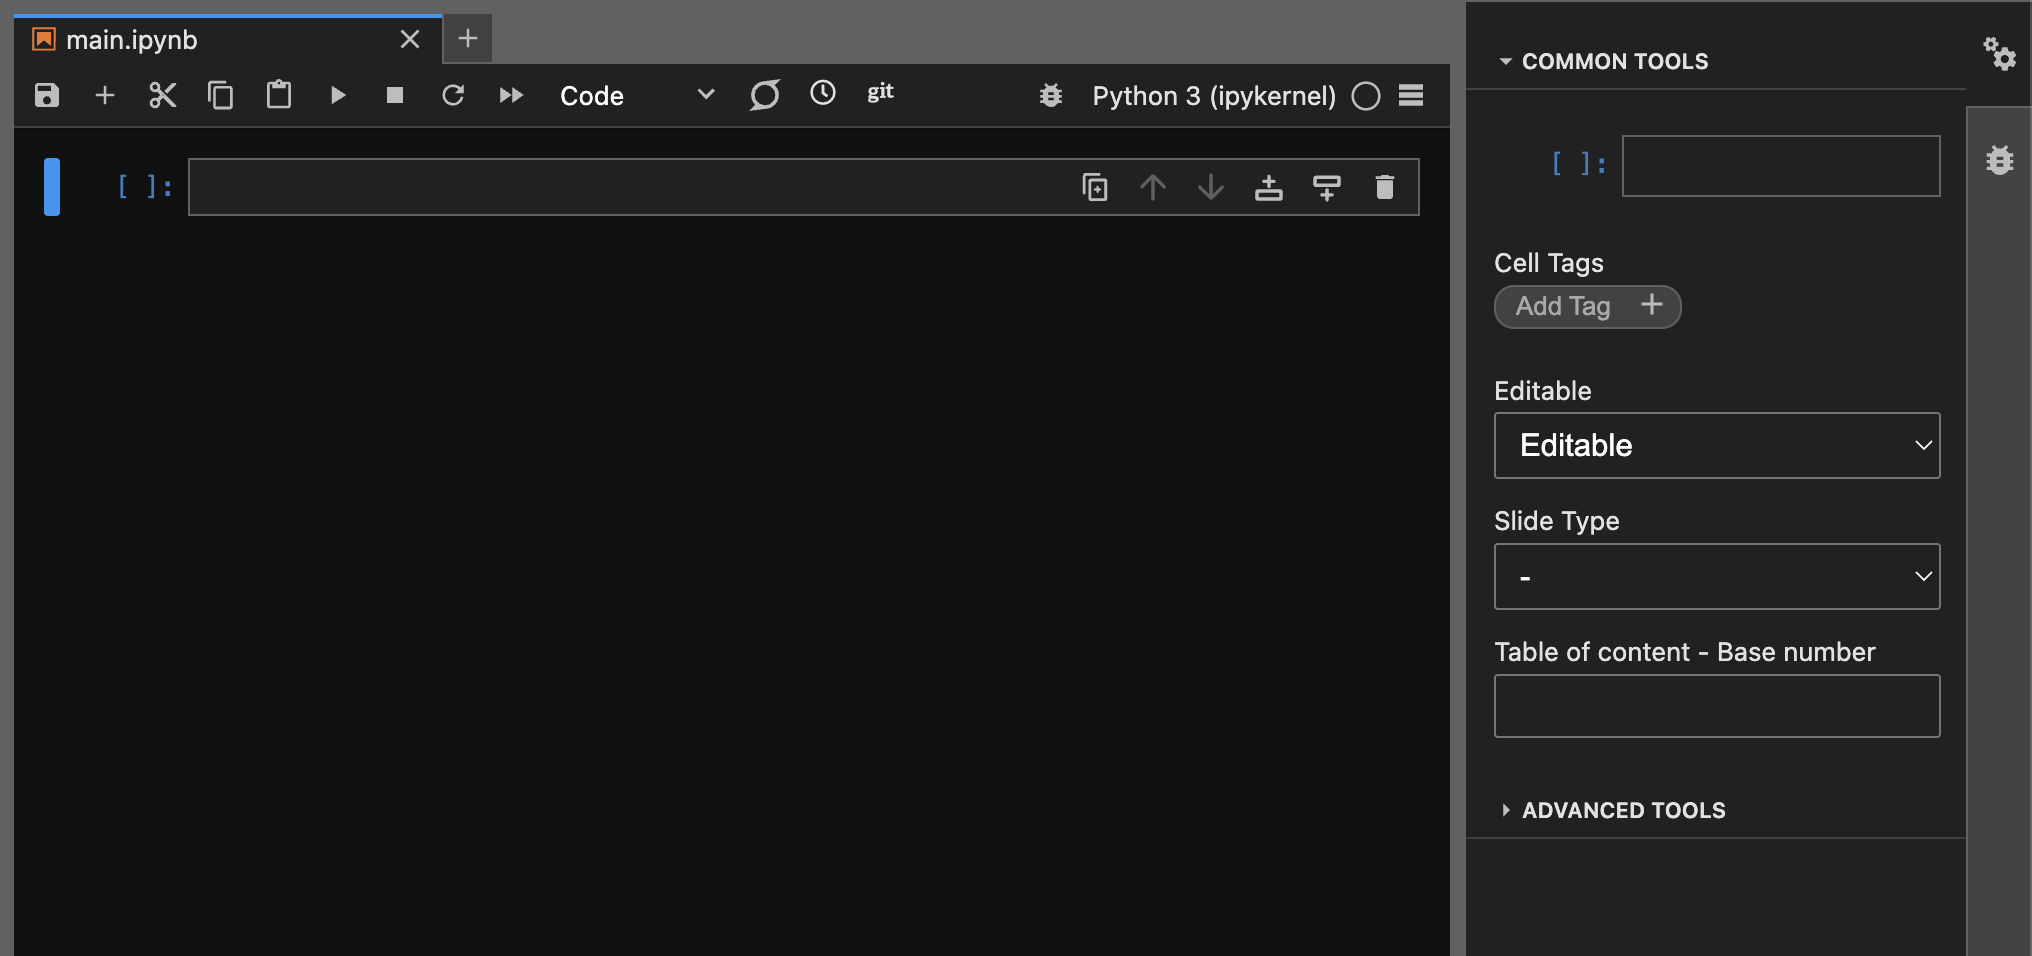 main.ipynb
Code
git
Python 3 (ipykernel)
[ ]:
COMMON TOOLS
[ ]:
Cell Tags
Add Tag +
Editable
Editable
Slide Type
-
Table of content - Base number
ADVANCED TOOLS